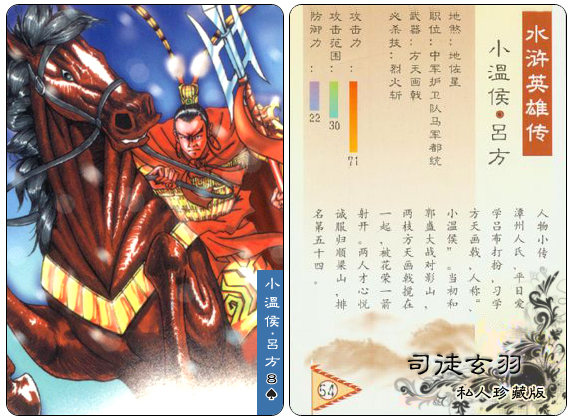 小溫侯·呂方
8♠
水浒英雄传
小溫侯·呂方
地煞：地佐星
职位：中军护卫队马军都统
武器：方天画戟
必杀技：烈火斩
攻击力：
71
攻击范围：
30
防御力：
22
人物小传
潭州人氏，平日爱
学吕布打扮，习学
方天画戟，人称“
小温侯”。当初和
郭盛大战对影山，
两枝方天画戟搅在
一起，被花荣一箭
射开。两人才心悦
诚服归顺梁山，排
名第五十四。
54
司徒玄羽
私人珍藏版